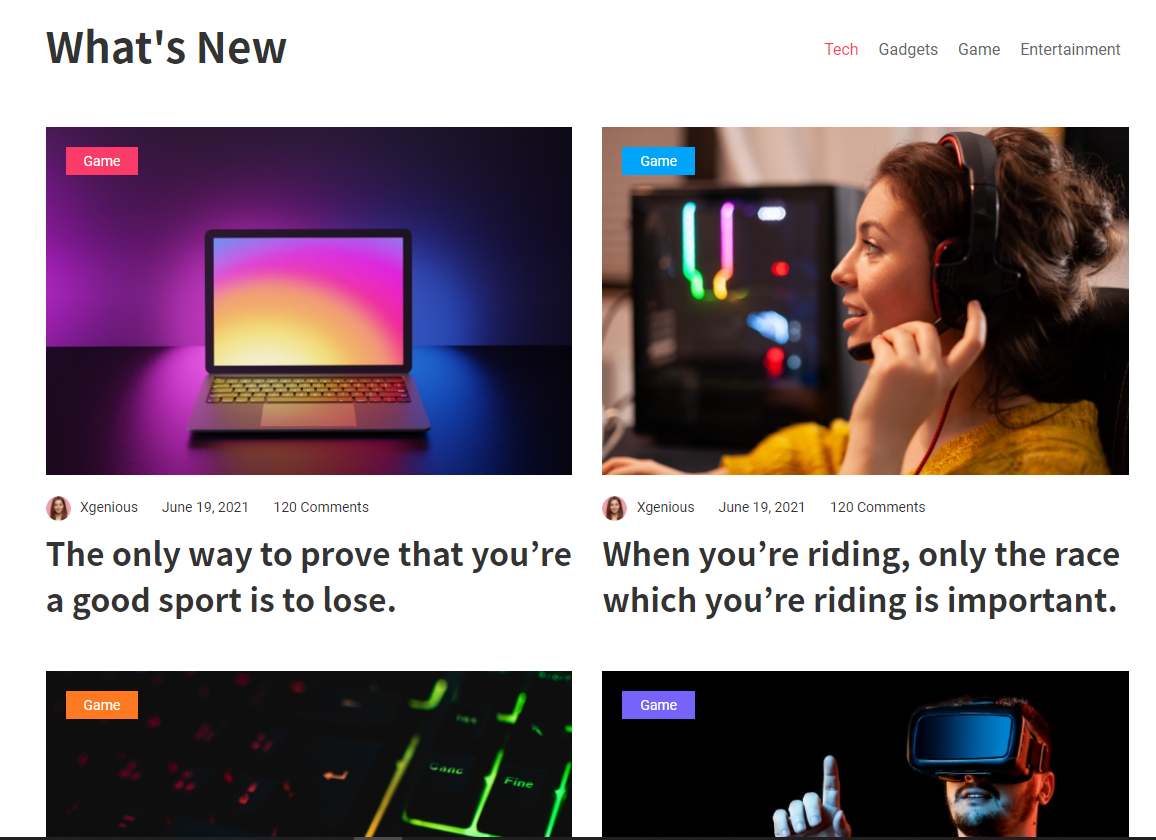 What's New
Tech Gadgets Game Entertainment
Game
Game
Xgenious June 19, 2021 120 Comments
The only way to prove that you’re
a good sport is to lose.
Xgenious June 19, 2021 120 Comments
When you’re riding, only the race
which you’re riding is important.
Game
Canc
Fine
Game